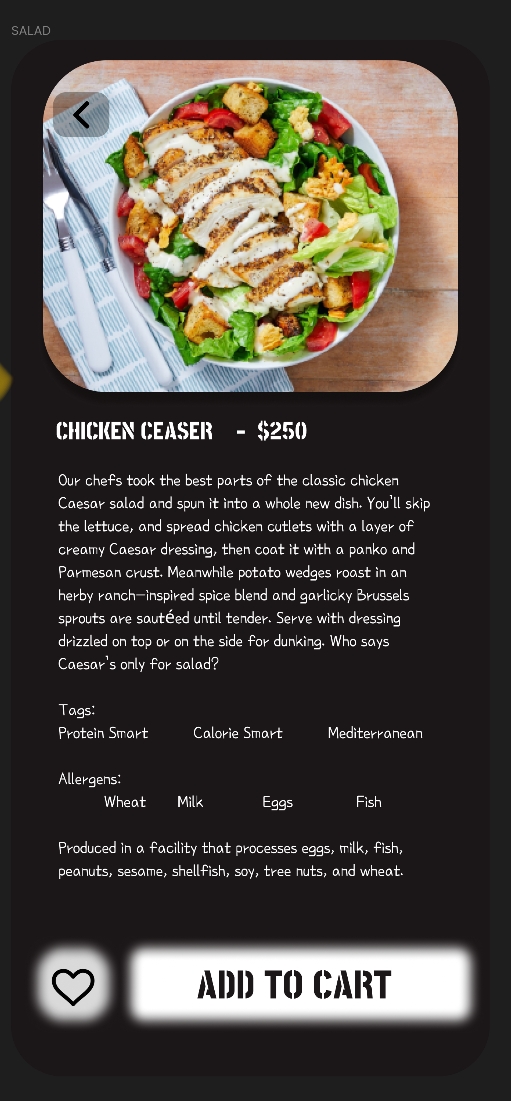 SALAD
CHICKEN CEASER - $250
Our chefs took the best parts of the classic chicken
Caesar salad and spun it into a whole new dish. You'll skip
the lettuce, and spread chicken cutlets with a layer of
creamy Caesar dressing, then coat it with a panko and
Parmesan crust. Meanwhile potato wedges roast in an
herby ranch–inspired spice blend and garlicky Brussels
sprouts are sautéed until tender. Serve with dressing
drizzled on top or on the side for dunking. Who says
Caesar's only for salad?
Tags:
Protein Smart Calorie Smart Mediterranean
Allergens:
Wheat Milk Eggs Fish
Produced in a facility that processes eggs, milk, fish,
peanuts, sesame, shellfish, soy, tree nuts, and wheat.
ADD TO CART